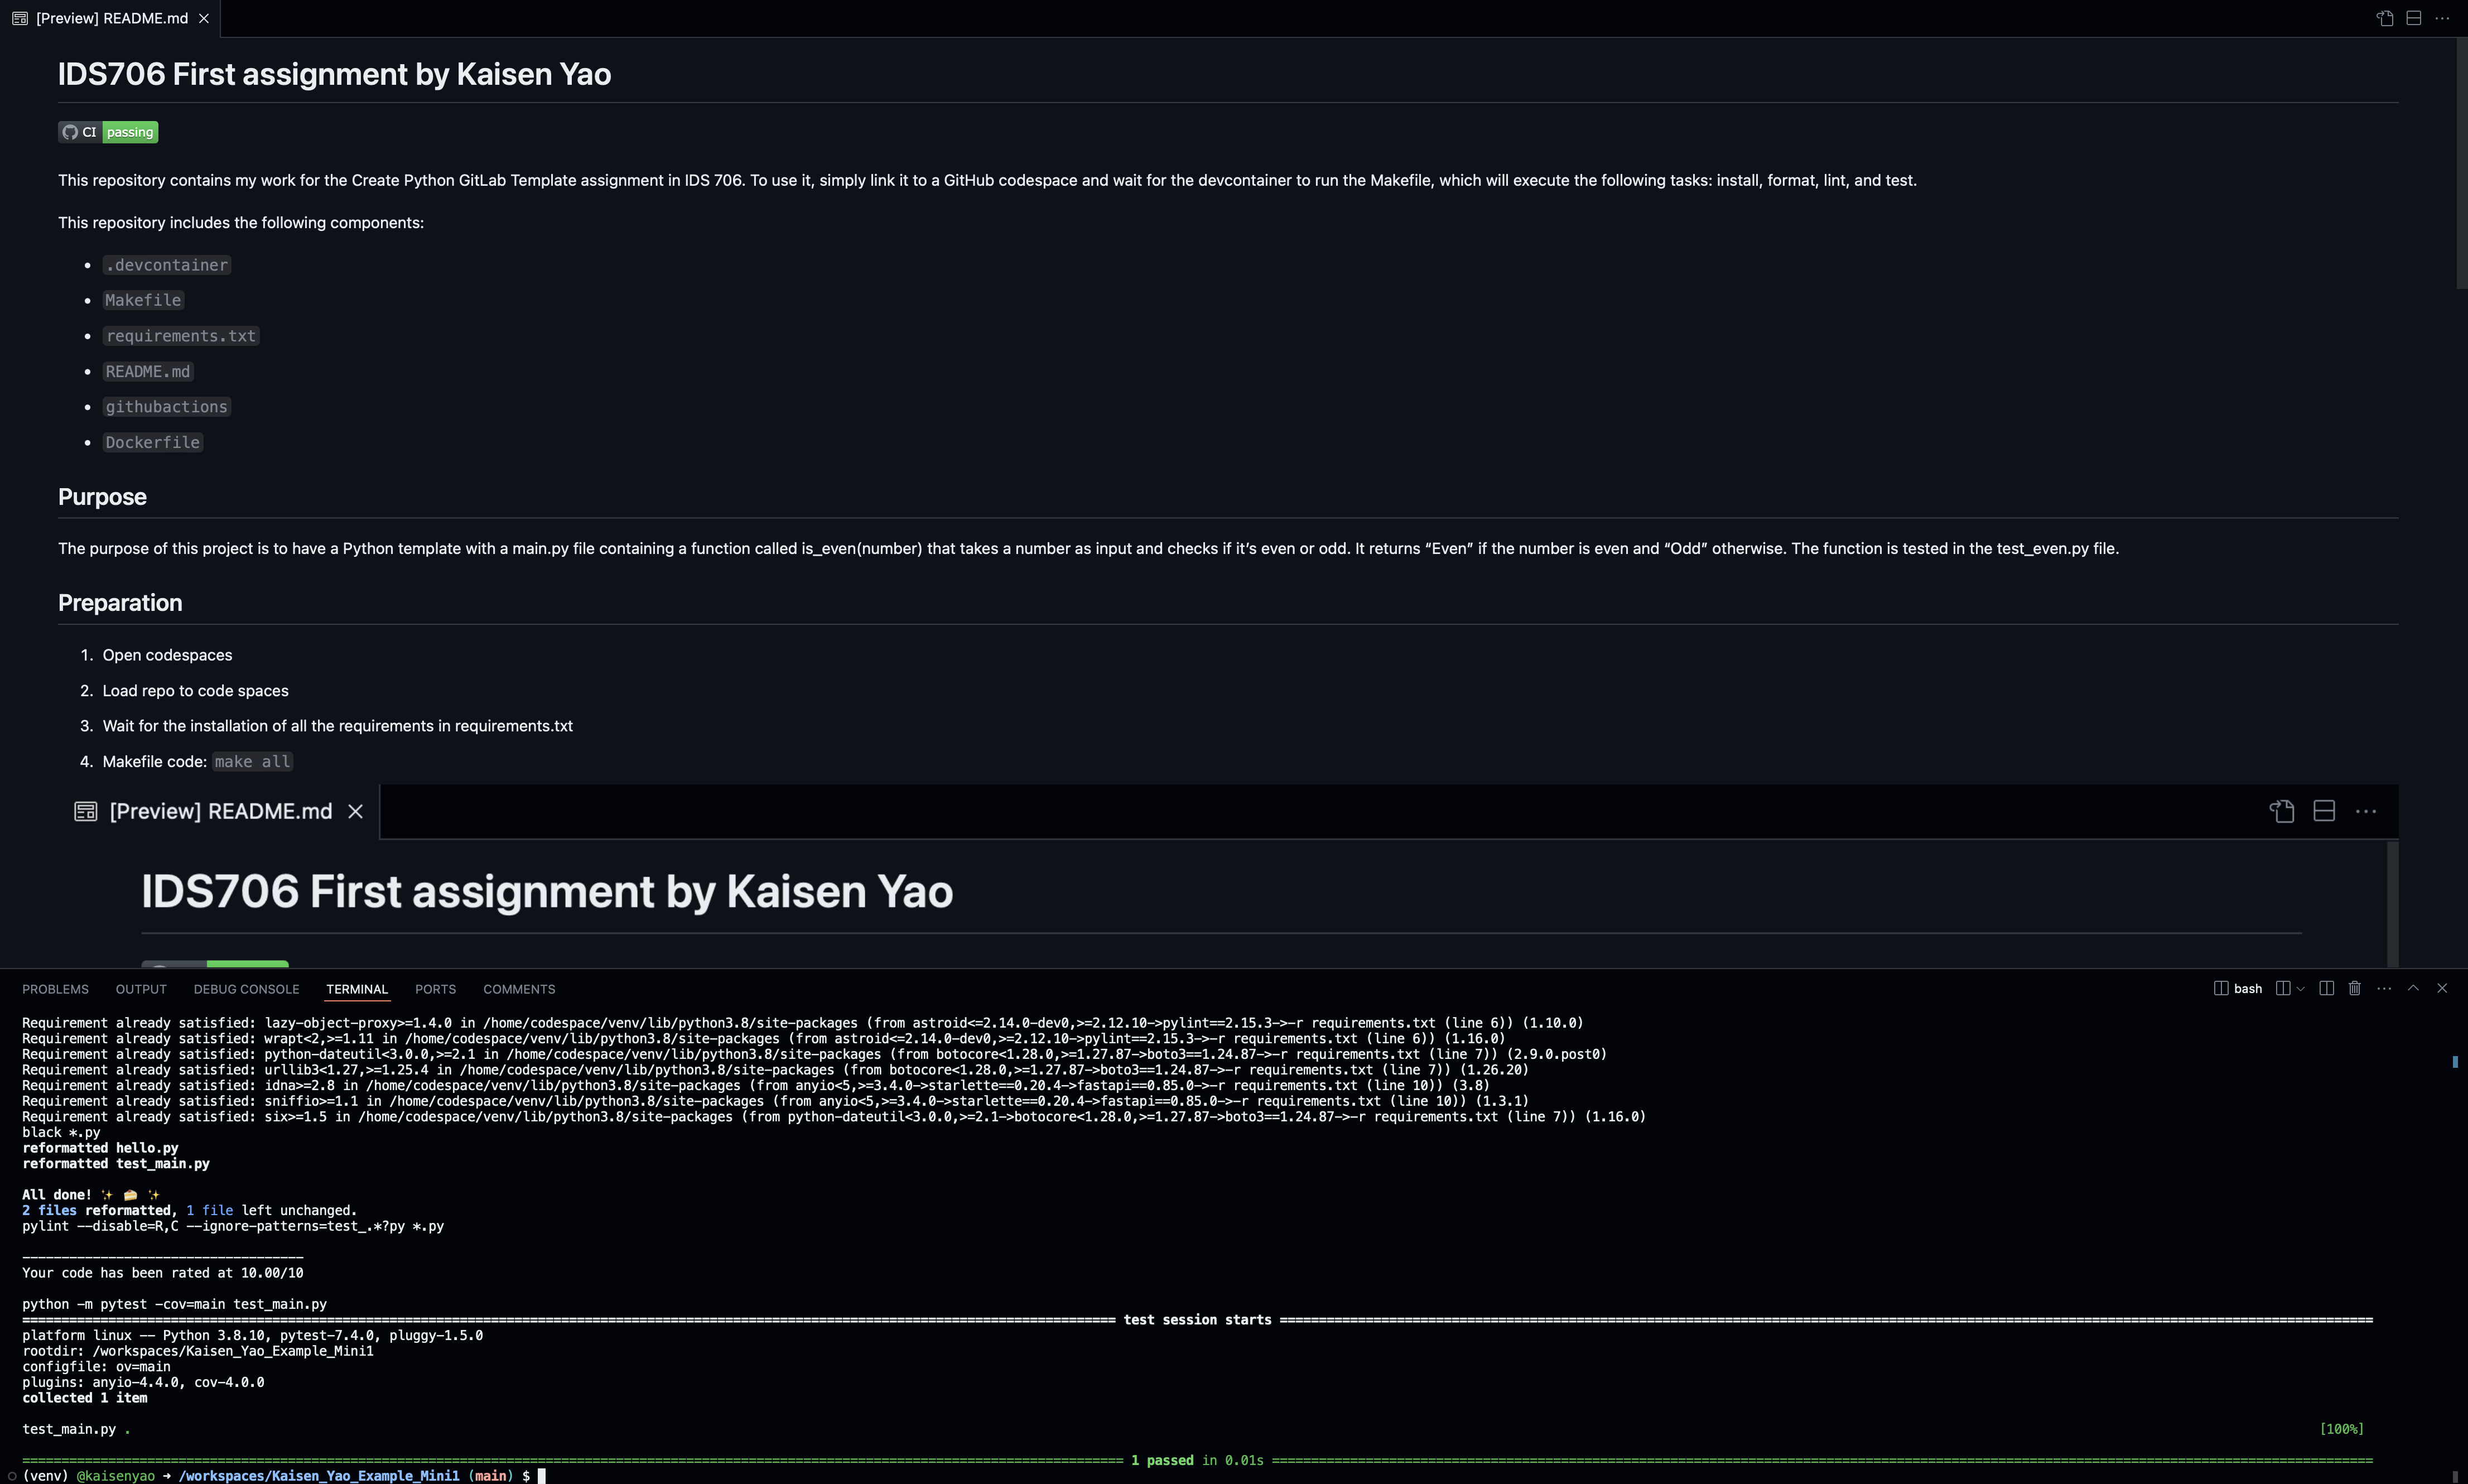 [Preview] README.md
IDS706 First assignment by Kaisen Yao
CI passing
This repository contains my work for the Create Python GitLab Template assignment in IDS 706. To use it, simply link it to a GitHub codespace and wait for the devcontainer to run the Makefile, which will execute the following tasks: install, format, lint, and test.
This repository includes the following components:
• .devcontainer
• Makefile
• requirements.txt
• README.md
• githubactions
• Dockerfile
Purpose
The purpose of this project is to have a Python template with a main.py file containing a function called is_even(number) that takes a number as input and checks if it’s even or odd. It returns “Even” if the number is even and “Odd” otherwise. The function is tested in the test_even.py file.
Preparation
1. Open codespaces
2. Load repo to code spaces
3. Wait for the installation of all the requirements in requirements.txt
4. Makefile code: make all
[Preview] README.md
IDS706 First assignment by Kaisen Yao
PROBLEMS OUTPUT DEBUG CONSOLE TERMINAL PORTS COMMENTS bash
Requirement already satisfied: lazy-object-proxy>=1.4.0 in /home/codespace/venv/lib/python3.8/site-packages (from astroid<=2.14.0-dev0,>=2.12.10->pylint==2.15.3->-r requirements.txt (line 6)) (1.10.0)
Requirement already satisfied: wrapt<2,>=1.11 in /home/codespace/venv/lib/python3.8/site-packages (from astroid<=2.14.0-dev0,>=2.12.10->pylint==2.15.3->-r requirements.txt (line 6)) (1.16.0)
Requirement already satisfied: python-dateutil<3.0.0,>=2.1 in /home/codespace/venv/lib/python3.8/site-packages (from botocore<1.28.0,>=1.27.87->boto3==1.24.87->-r requirements.txt (line 7)) (2.9.0.post0)
Requirement already satisfied: urllib3<1.27,>=1.25.4 in /home/codespace/venv/lib/python3.8/site-packages (from botocore<1.28.0,>=1.27.87->boto3==1.24.87->-r requirements.txt (line 7)) (1.26.20)
Requirement already satisfied: idna>=2.8 in /home/codespace/venv/lib/python3.8/site-packages (from anyio<5,>=3.4.0->starlette==0.20.4->fastapi==0.85.0->-r requirements.txt (line 10)) (3.8)
Requirement already satisfied: sniffio>=1.1 in /home/codespace/venv/lib/python3.8/site-packages (from anyio<5,>=3.4.0->starlette==0.20.4->fastapi==0.85.0->-r requirements.txt (line 10)) (1.3.1)
Requirement already satisfied: six>=1.5 in /home/codespace/venv/lib/python3.8/site-packages (from python-dateutil<3.0.0,>=2.1->botocore<1.28.0,>=1.27.87->boto3==1.24.87->-r requirements.txt (line 7)) (1.16.0)
black *.py
reformatted hello.py
reformatted test_main.py
All done! ✨ 🍰 ✨
2 files reformatted, 1 file left unchanged.
pylint --disable=R,C --ignore-patterns=test_.*?py *.py
------------------------------------
Your code has been rated at 10.00/10
python -m pytest -cov=main test_main.py
=== test session starts ===
platform linux -- Python 3.8.10, pytest-7.4.0, pluggy-1.5.0
rootdir: /workspaces/Kaisen_Yao_Example_Mini1
configfile: ov=main
plugins: anyio-4.4.0, cov-4.0.0
collected 1 item
test_main.py . [100%]
=== 1 passed in 0.01s ===
(venv) @kaisenyao ➜ /workspaces/Kaisen_Yao_Example_Mini1 (main) $